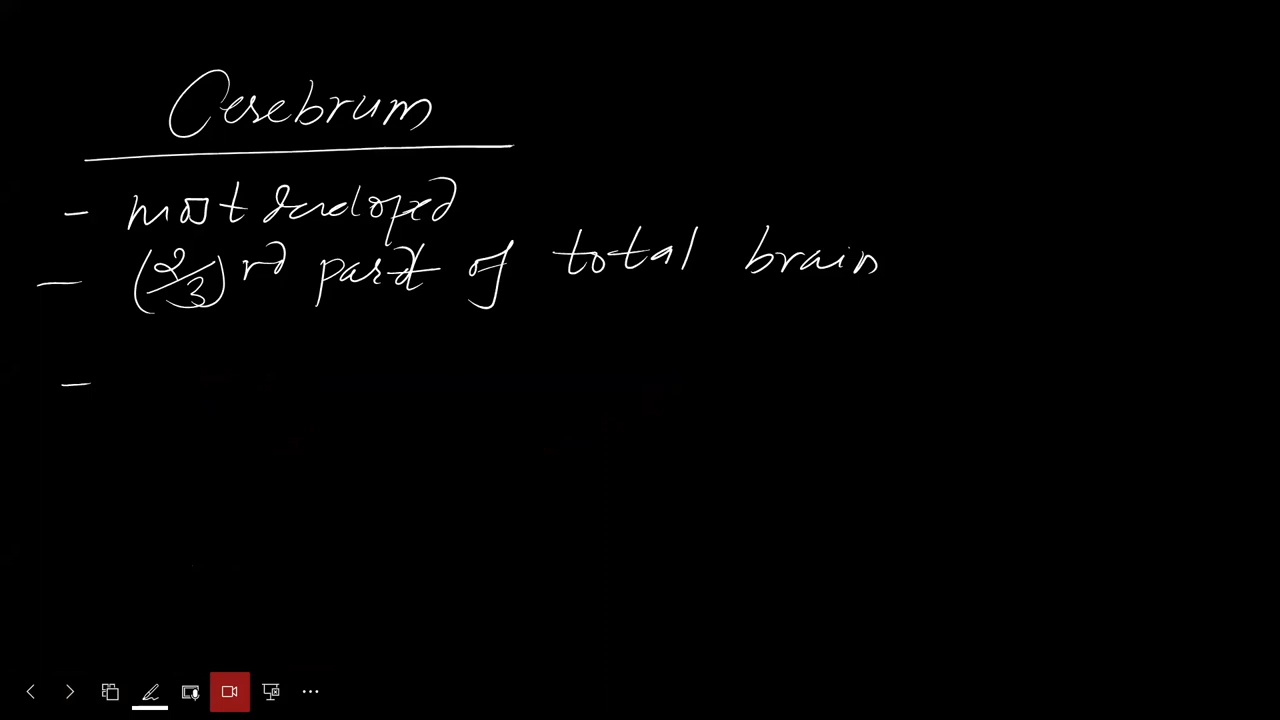 Cerebrum
- most developed
- (2/3)rd part of total brain
-